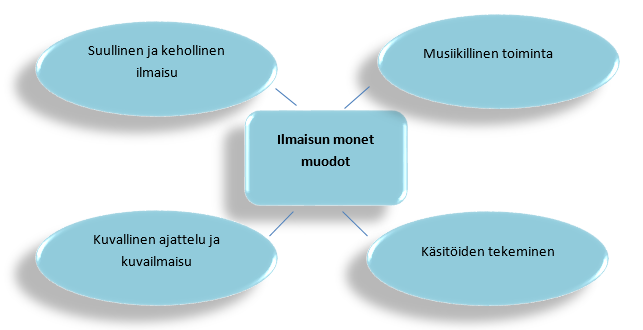 Suullinen ja kehollinen
ilmaisu
Musiikillinen toiminta
Ilmaisun monet
muodot
Kuvallinen ajattelu ja
kuvailmaisu
Käsitöiden tekeminen